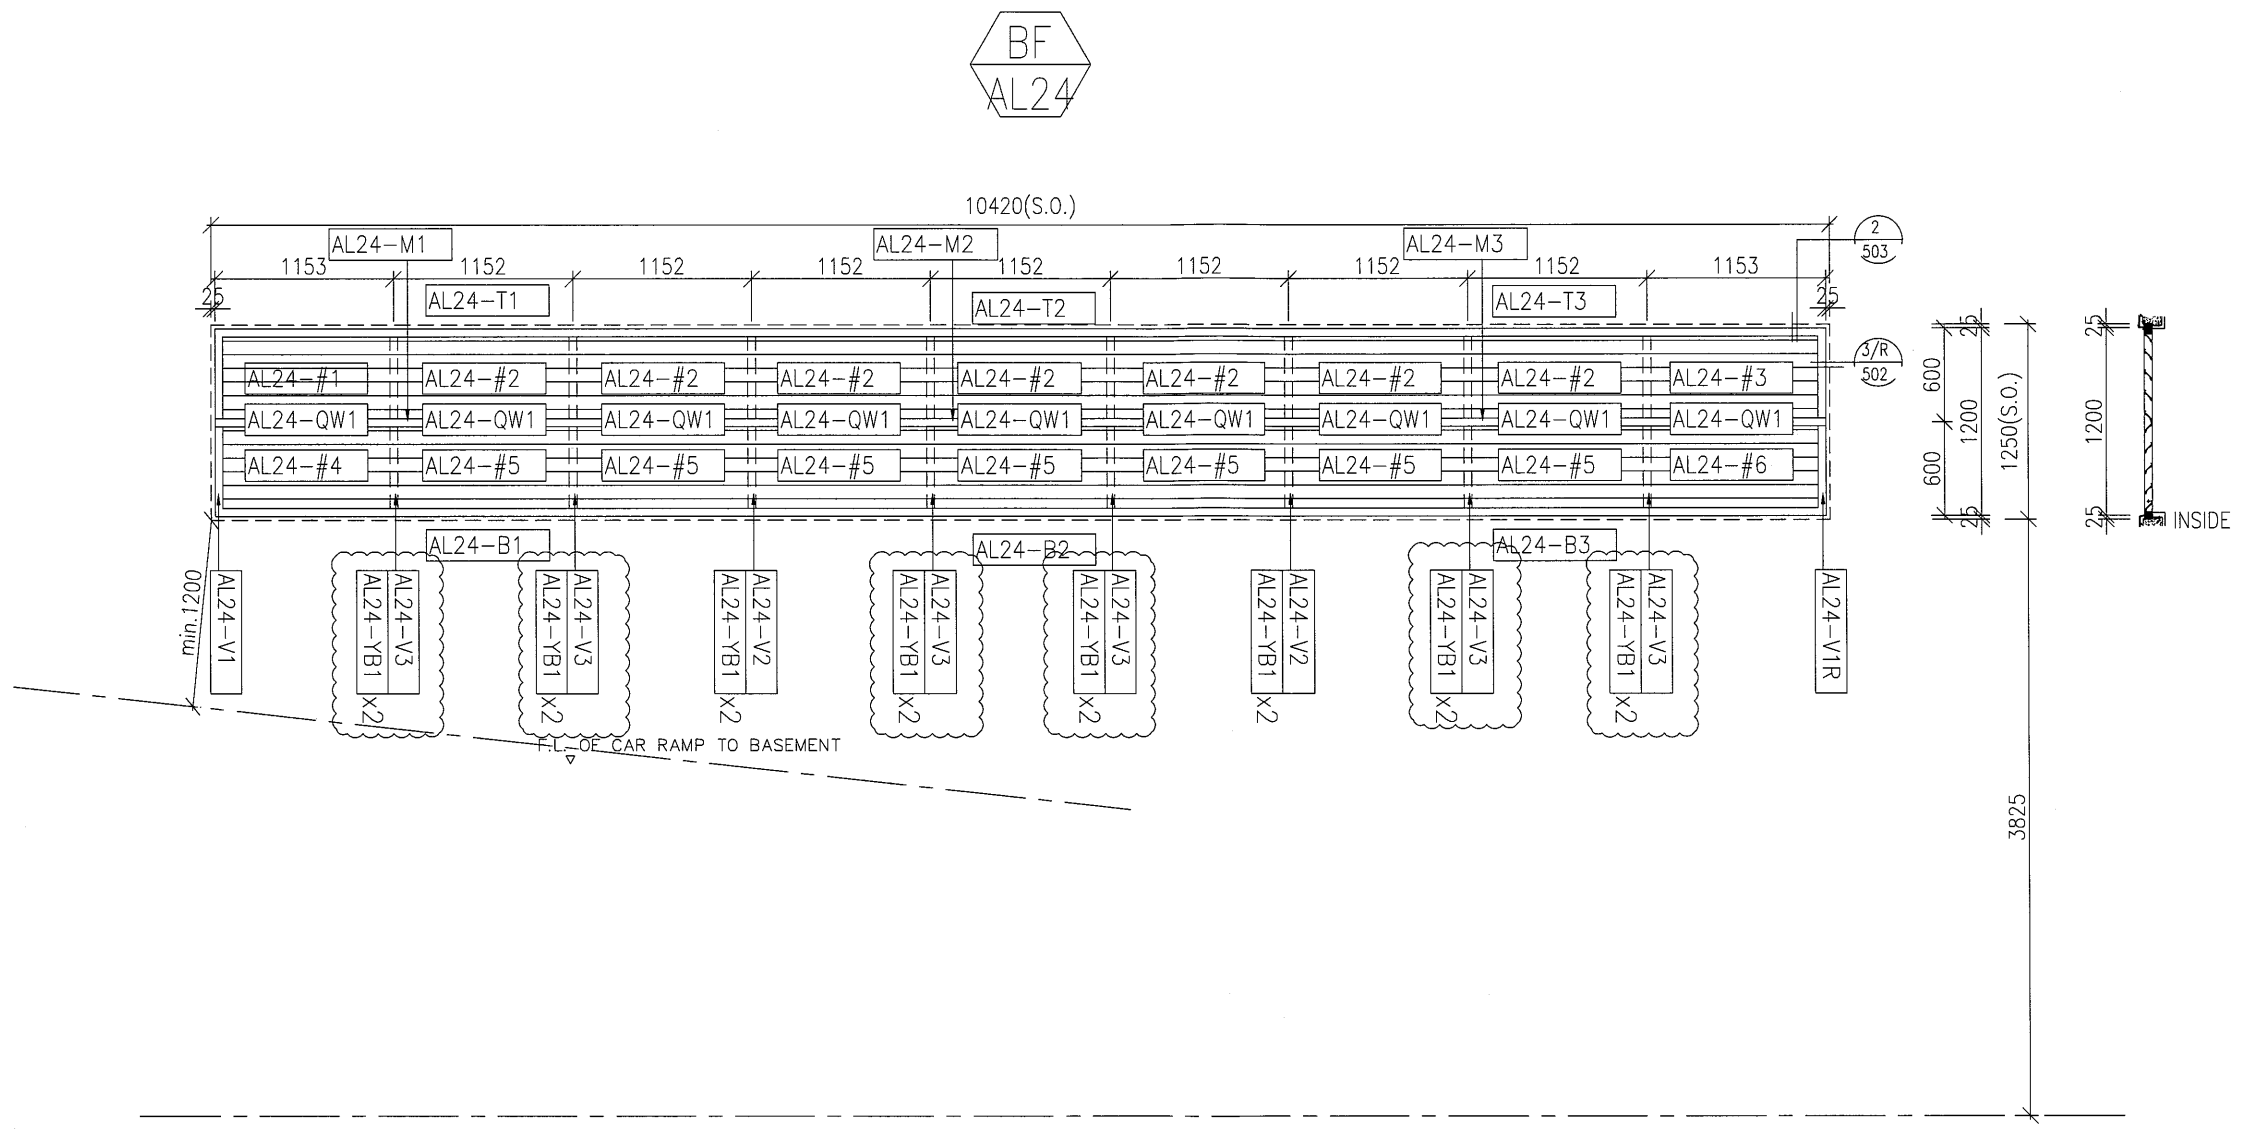 BF
AL24
10420(S.O.)
AL24-M1
AL24-M2
AL24-M3
2
503
1153
1152
1152
1152
1152
1152
1152
1152
1153
25
AL24-T1
AL24-T2
AL24-T3
25
AL24-#1
AL24-#2
AL24-#2
AL24-#2
AL24-#2
AL24-#2
AL24-#2
AL24-#2
AL24-#3
3/R
502
AL24-QW1
AL24-QW1
AL24-QW1
AL24-QW1
AL24-QW1
AL24-QW1
AL24-QW1
AL24-QW1
AL24-QW1
AL24-#4
AL24-#5
AL24-#5
AL24-#5
AL24-#5
AL24-#5
AL24-#5
AL24-#5
AL24-#6
600
600
25
1200
25
1250(S.O.)
25
1200
25
INSIDE
AL24-B1
AL24-B2
AL24-B3
min.1200
AL24-V1
AL24-V3
AL24-YB1
x2
AL24-V3
AL24-YB1
x2
AL24-V2
AL24-YB1
x2
AL24-V3
AL24-YB1
x2
AL24-V3
AL24-YB1
x2
AL24-V2
AL24-YB1
x2
AL24-V3
AL24-YB1
x2
AL24-V3
AL24-YB1
x2
AL24-V1R
F.L. OF CAR RAMP TO BASEMENT
3825